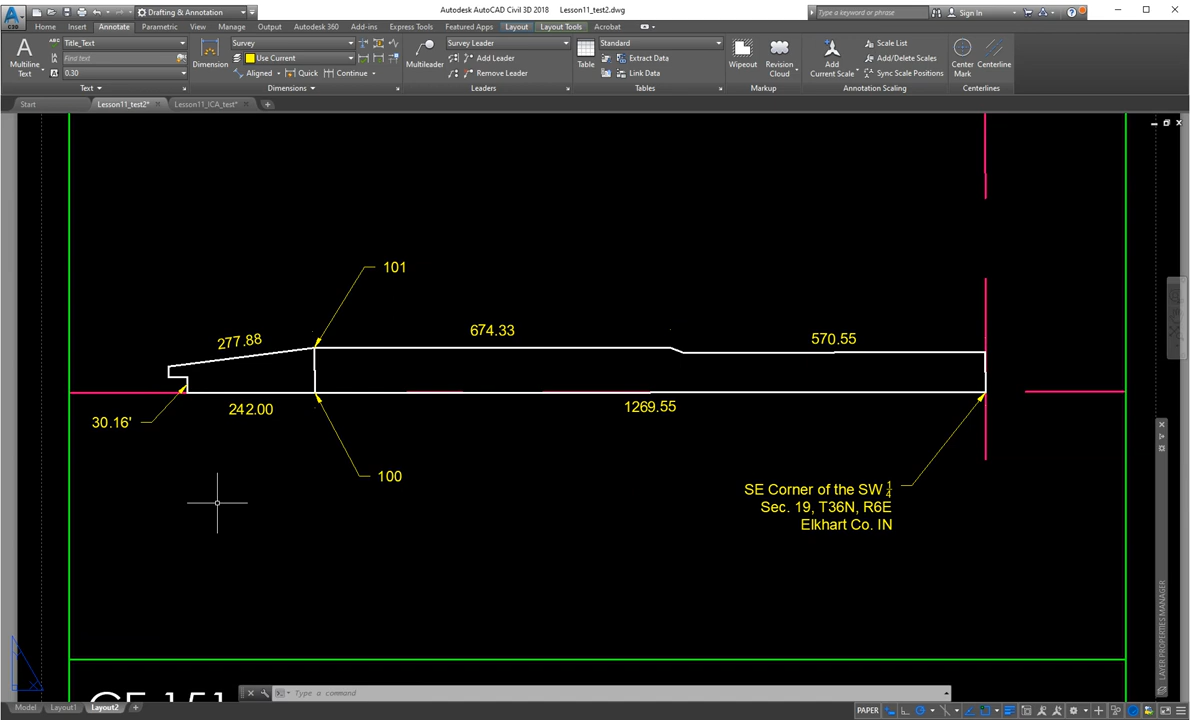 Drafting & Annotation
Autodesk AutoCAD Civil 3D 2018 Lesson11_test2.dwg
Type a keyword or phrase
Sign In
C3D
Home Insert Annotate Parametric View Manage Output Autodesk 360 Add-ins Express Tools Featured Apps Layout Layout Tools Acrobat
Multiline Text
Title_Text
Find text
0.30
Text
Dimension
Survey
Use Current
Aligned Quick Continue
Dimensions
Multileader
Survey Leader
Add Leader
Remove Leader
Leaders
Table
Standard
Extract Data
Link Data
Tables
Wipeout
Revision Cloud
Markup
Add Current Scale
Scale List
Add/Delete Scales
Sync Scale Positions
Annotation Scaling
Center Mark
Centerline
Centerlines
Start Lesson11_test2* Lesson11_ICA_test*
101
277.88
674.33
570.55
242.00
1269.55
30.16'
100
SE Corner of the SW 1/4
Sec. 19, T36N, R6E
Elkhart Co. IN
LAYER PROPERTIES MANAGER
Type a command
Model Layout1 Layout2
PAPER